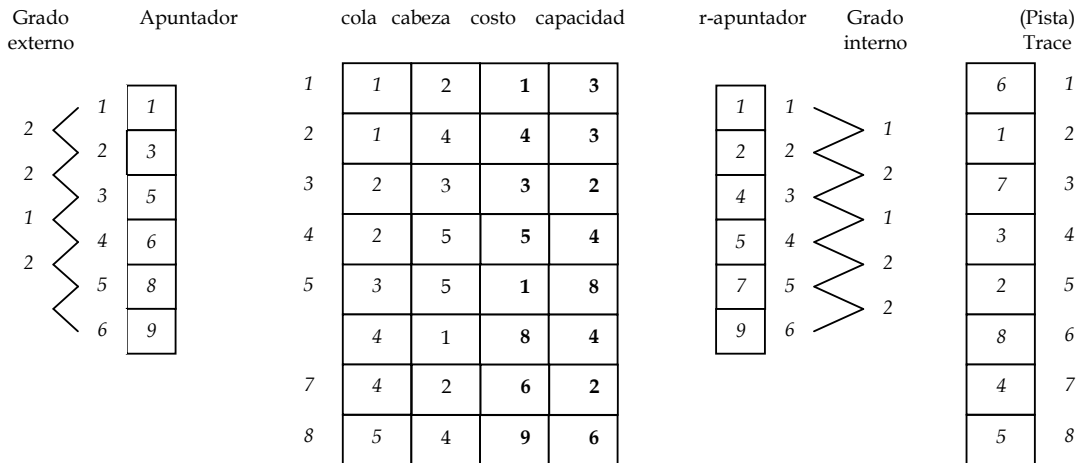 Grado Apuntador cola cabeza costo capacidad r-apuntador Grado (Pista)
externo interno Trace
1 1 2 1 3 6 1
1 1 1 1
2 2 1 4 4 3 1 1 2
2 3 2 2
2 3 2 3 3 2 2 7 3
3 5 4 3
1 4 2 5 5 4 1 3 4
4 6 5 4
2 2
5 8 5 3 5 1 8 7 5 2 5
2
6 9 4 1 8 4 9 6 8 6
7 4 2 6 2 4 7
8 5 4 9 6 5 8